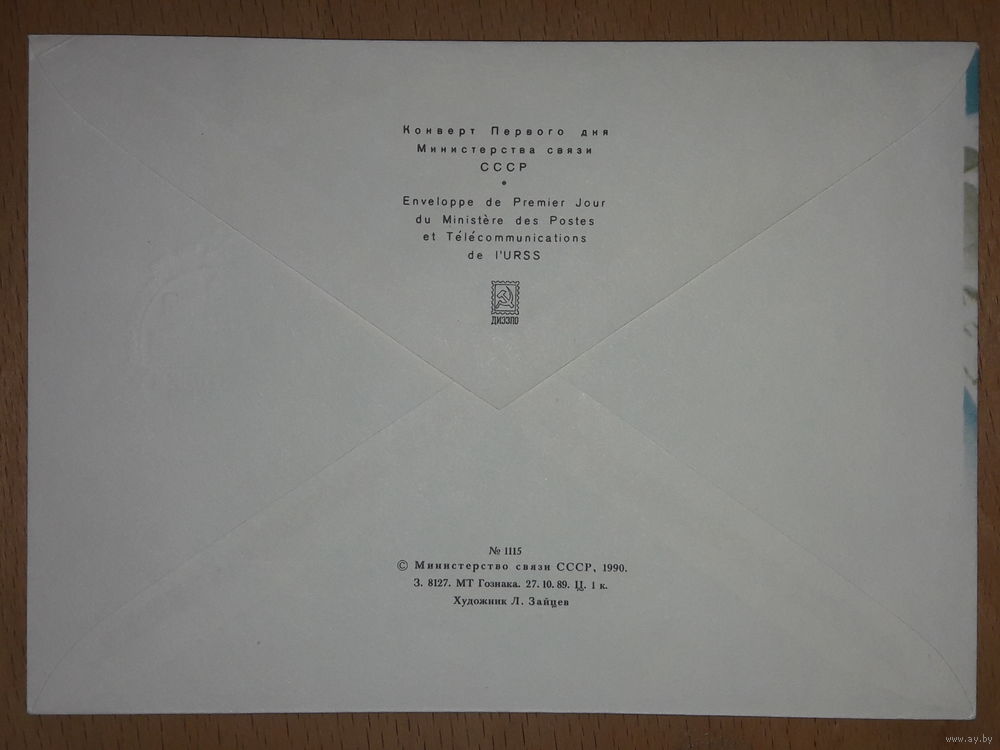 Конверт Первого дня
Министерства связи
СССР
•
Enveloppe de Premier Jour
du Ministère des Postes
et Télécommunications
de l'URSS
ДИЭЗПО
№ 1115
© Министерство связи СССР, 1990.
З. 8127. МТ Гознака. 27.10.89. Ц. 1 к.
Художник Л. Зайцев
www.ay.by